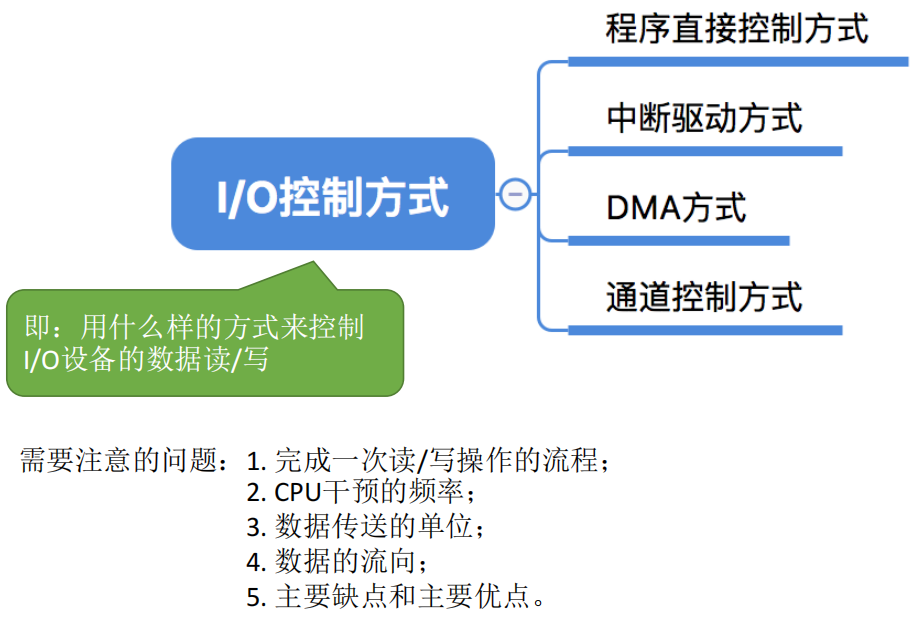 程序直接控制方式
中断驱动方式
I/O控制方式
DMA方式
通道控制方式
即：用什么样的方式来控制
I/O设备的数据读/写
需要注意的问题：1. 完成一次读/写操作的流程；
2. CPU干预的频率；
3. 数据传送的单位；
4. 数据的流向；
5. 主要缺点和主要优点。